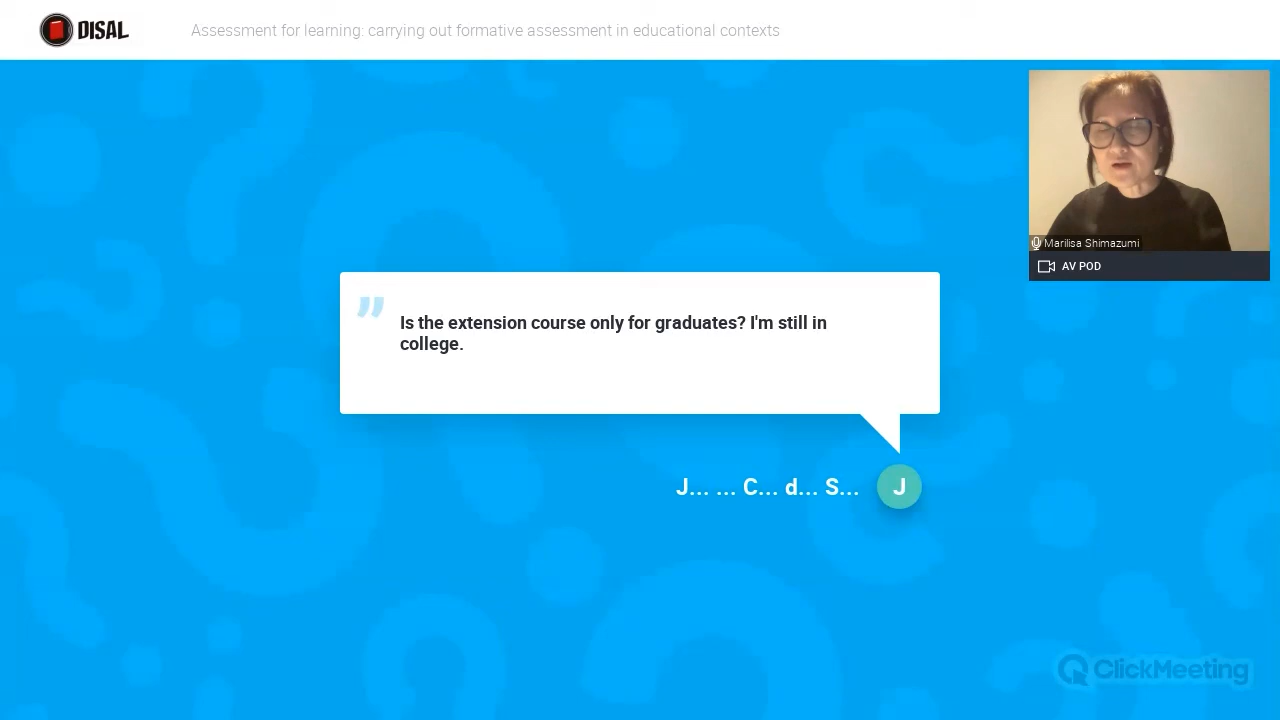 DISAL
Assessment for learning: carrying out formative assessment in educational contexts
Marilisa Shimazumi
AV POD
" Is the extension course only for graduates? I'm still in
college.
J... ... C... d... S...
J
ClickMeeting